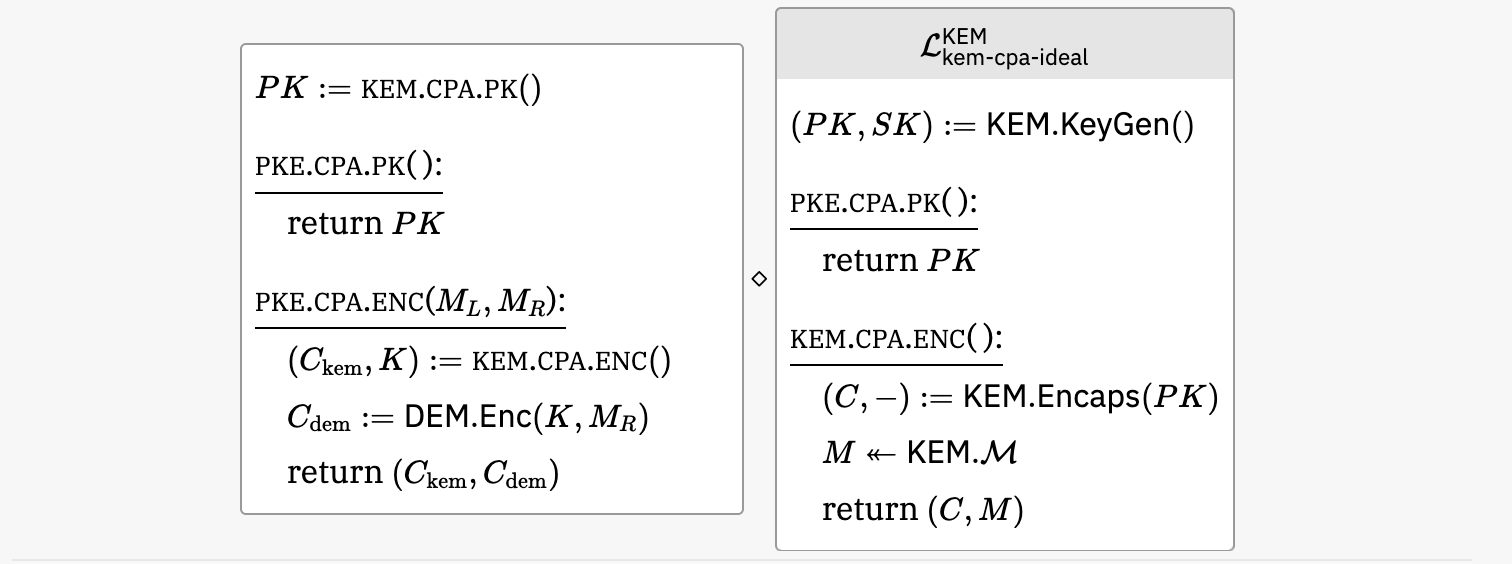 PK := KEM.CPA.PK()
PKE.CPA.PK():
return PK
PKE.CPA.ENC(M_L, M_R):
(C_kem, K) := KEM.CPA.ENC()
C_dem := DEM.Enc(K, M_R)
return (C_kem, C_dem)
⋄
ℒ^KEM_kem-cpa-ideal
(PK, SK) := KEM.KeyGen()
PKE.CPA.PK():
return PK
KEM.CPA.ENC():
(C, −) := KEM.Encaps(PK)
M ↞ KEM.ℳ
return (C, M)